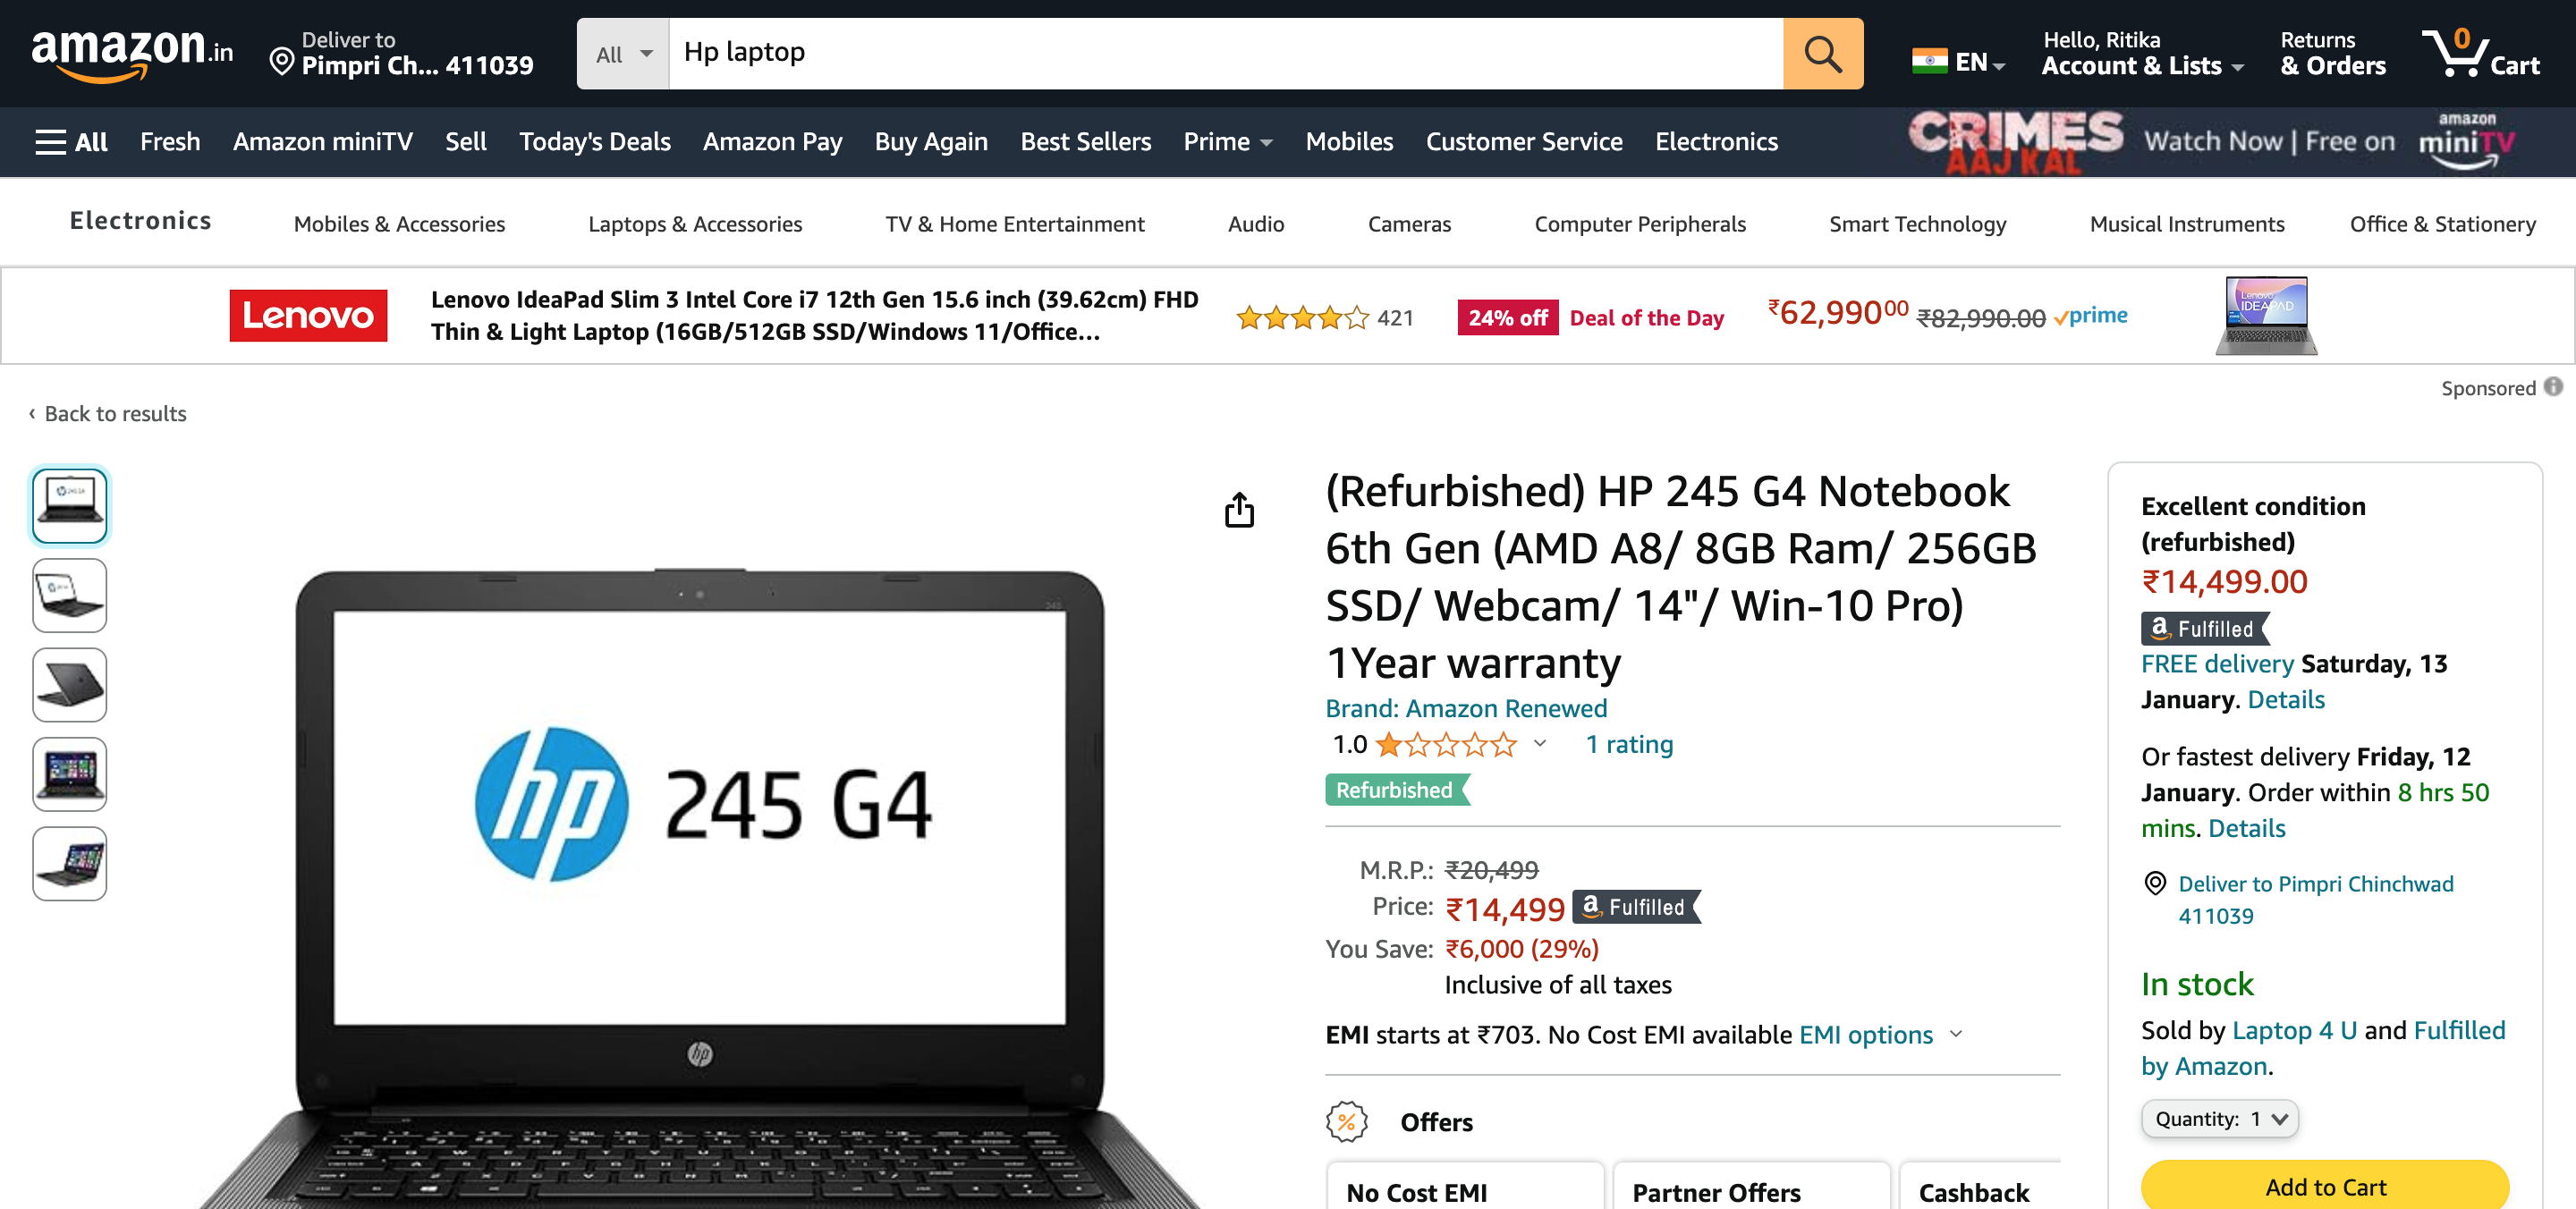 amazon.in
Deliver to
Pimpri Ch... 411039
All
Hp laptop
EN
Hello, Ritika
Account & Lists
Returns
& Orders
0
Cart
All
Fresh
Amazon miniTV
Sell
Today's Deals
Amazon Pay
Buy Again
Best Sellers
Prime
Mobiles
Customer Service
Electronics
CRIMES
AAJ KAL
Watch Now | Free on
amazon
miniTV
Electronics
Mobiles & Accessories
Laptops & Accessories
TV & Home Entertainment
Audio
Cameras
Computer Peripherals
Smart Technology
Musical Instruments
Office & Stationery
Lenovo
Lenovo IdeaPad Slim 3 Intel Core i7 12th Gen 15.6 inch (39.62cm) FHD
Thin & Light Laptop (16GB/512GB SSD/Windows 11/Office...
421
24% off
Deal of the Day
₹62,99000
₹82,990.00
prime
Lenovo
IDEAPAD
Sponsored
‹ Back to results
hp 245 G4
hp
(Refurbished) HP 245 G4 Notebook
6th Gen (AMD A8/ 8GB Ram/ 256GB
SSD/ Webcam/ 14"/ Win-10 Pro)
1Year warranty
Brand: Amazon Renewed
1.0
1 rating
Refurbished
M.R.P.: ₹20,499
Price: ₹14,499 a Fulfilled
You Save: ₹6,000 (29%)
Inclusive of all taxes
EMI starts at ₹703. No Cost EMI available EMI options
%
Offers
No Cost EMI
Partner Offers
Cashback
Excellent condition
(refurbished)
₹14,499.00
a Fulfilled
FREE delivery Saturday, 13
January. Details
Or fastest delivery Friday, 12
January. Order within 8 hrs 50
mins. Details
Deliver to Pimpri Chinchwad
411039
In stock
Sold by Laptop 4 U and Fulfilled
by Amazon.
Quantity: 1
Add to Cart